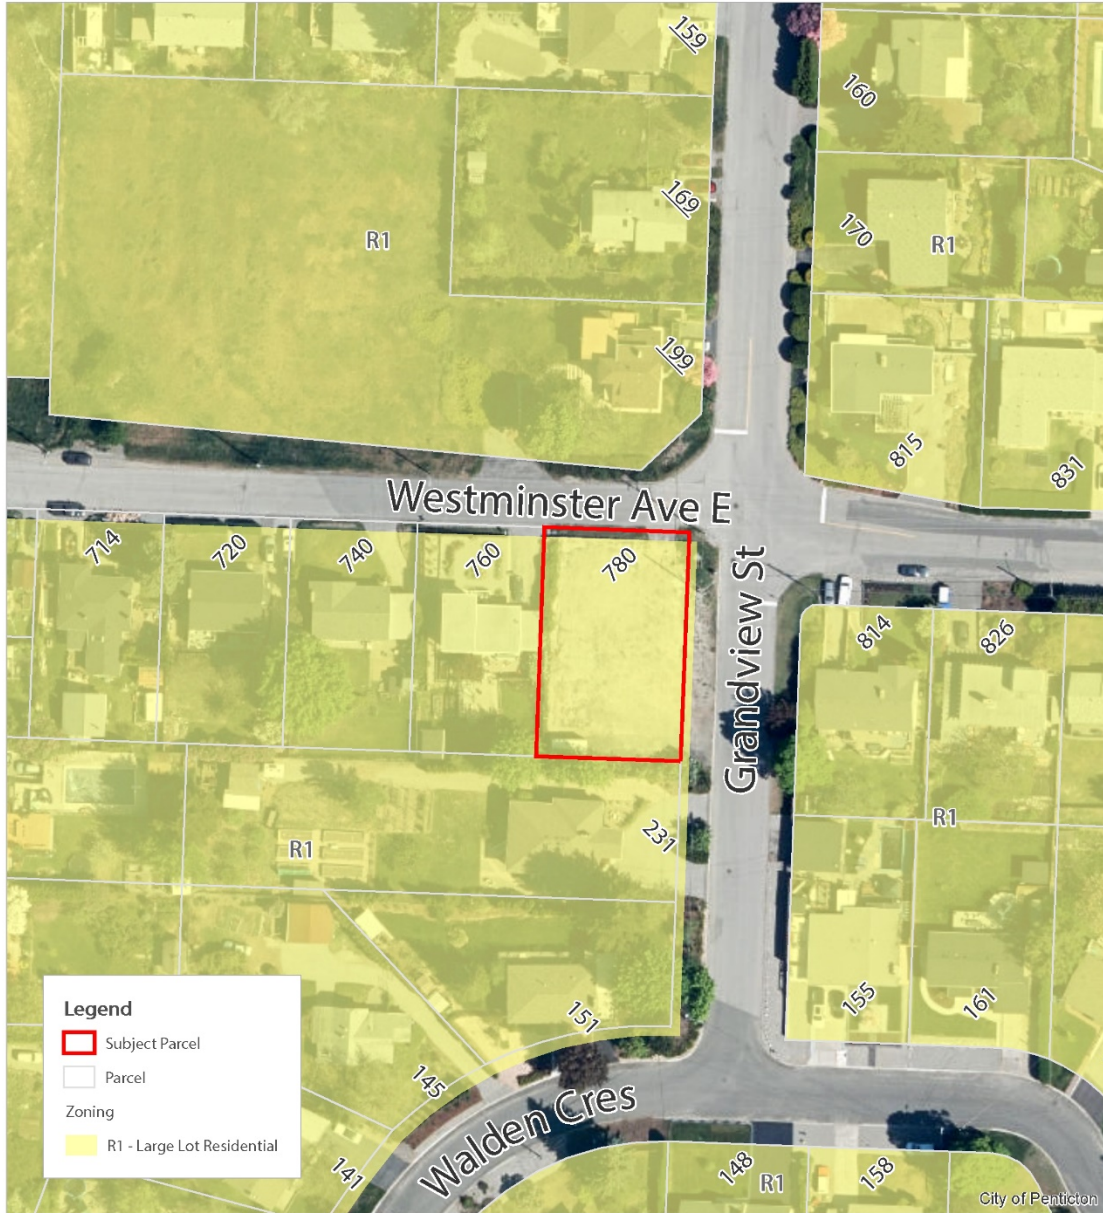 159
160
169
170
R1
R1
199
815
831
Westminster Ave E
714
720
740
760
780
Grandview St
814
826
231
R1
R1
151
155
161
145
141
Walden Cres
148
158
R1
Legend
Subject Parcel
Parcel
Zoning
R1 - Large Lot Residential
City of Penticton